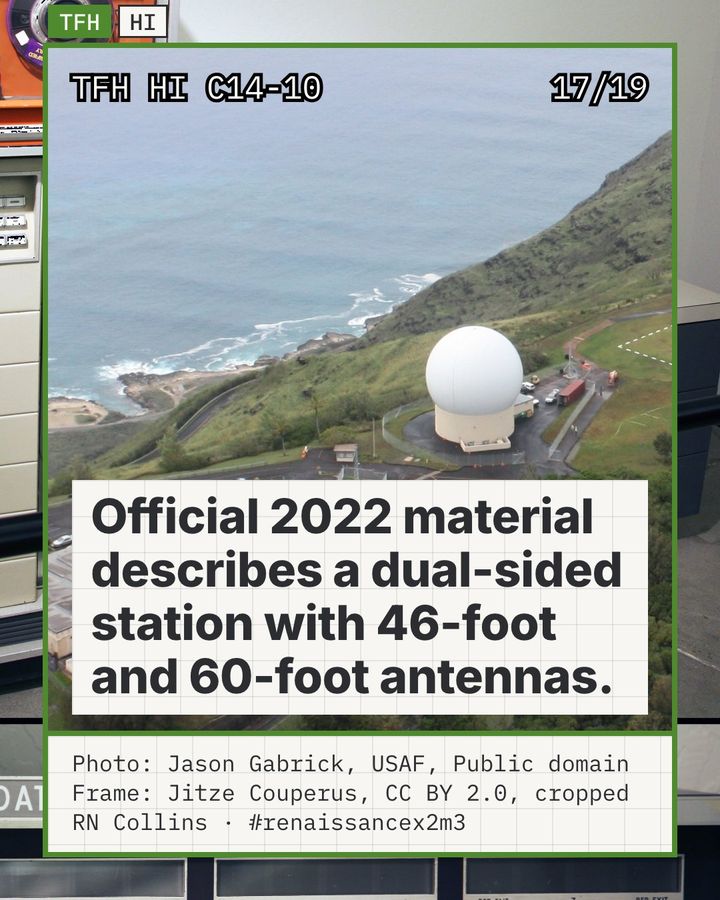 TFH HI
TFH HI C14-10 17/19
Official 2022 material
describes a dual-sided
station with 46-foot
and 60-foot antennas.
Photo: Jason Gabrick, USAF, Public domain
Frame: Jitze Couperus, CC BY 2.0, cropped
RN Collins · #renaissancex2m3